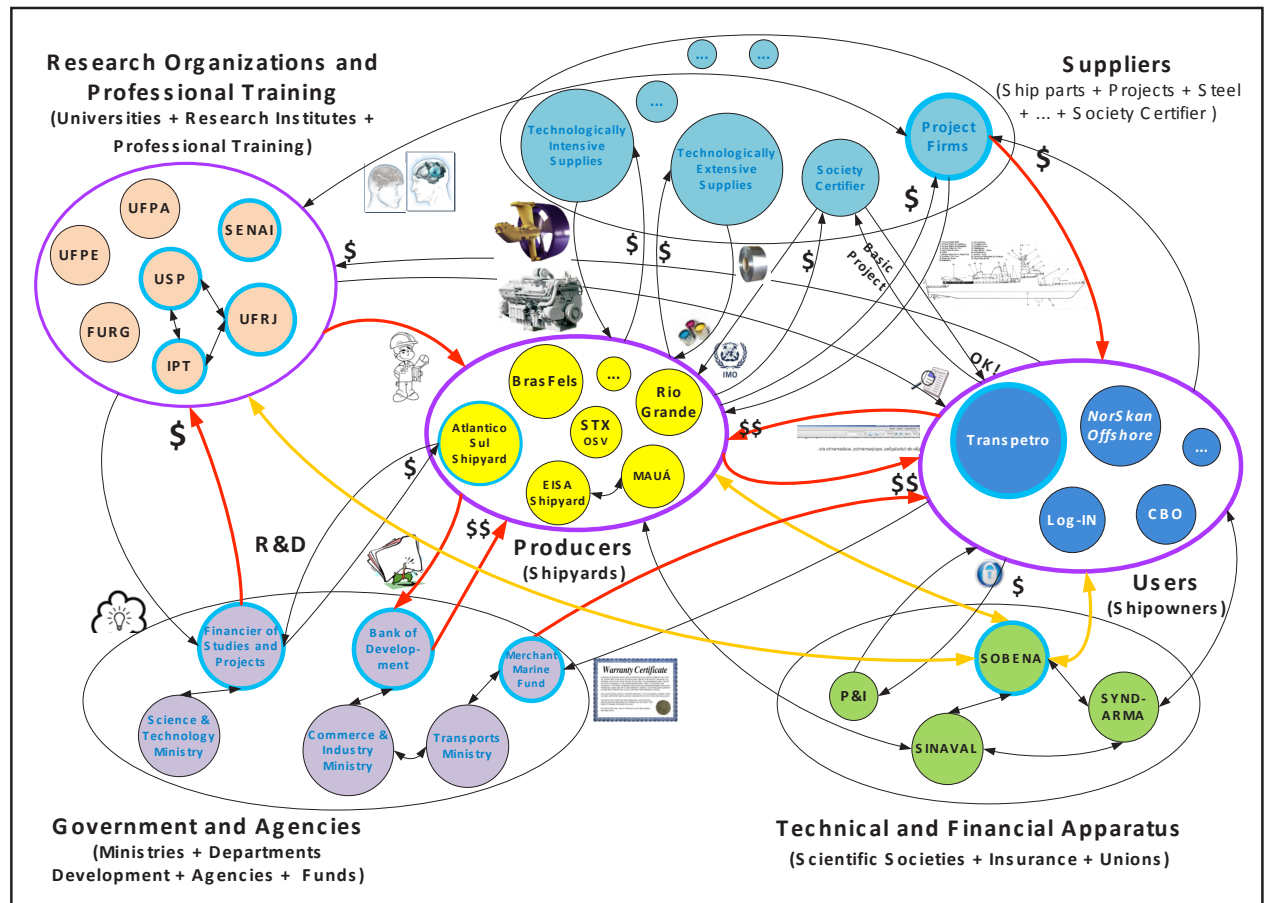 Research Organizations and
Professional Training
(Universities + Research Institutes +
Professional Training)
Suppliers
(Ship parts + Projects + Steel
+ ... + Society Certifier )
...
...
...
Technologically
Intensive
Supplies
Technologically
Extensive
Supplies
Society
Certifier
Project
Firms
$
$
$
$
$
$
UFPA
SENAI
UFPE
USP
UFRJ
FURG
IPT
Basic
Project
IMO
OK!
BrasFels
...
Rio
Grande
Atlantico
Sul
Shipyard
STX
OSV
EISA
Shipyard
MAUÁ
$$
$$
Transpetro
NorSkan
Offshore
...
Log-IN
CBO
$
$
$$
R&D
Producers
(Shipyards)
Users
(Shipowners)
$
Financier of
Studies and
Projects
Bank of
Develop-
ment
Merchant
Marine
Fund
Warranty Certificate
Science &
Technology
Ministry
Commerce &
Industry
Ministry
Transports
Ministry
SOBENA
P&I
SYND-
ARMA
SINAVAL
Government and Agencies
(Ministries + Departments
Development + Agencies + Funds)
Technical and Financial Apparatus
(Scientific Societies + Insurance + Unions)